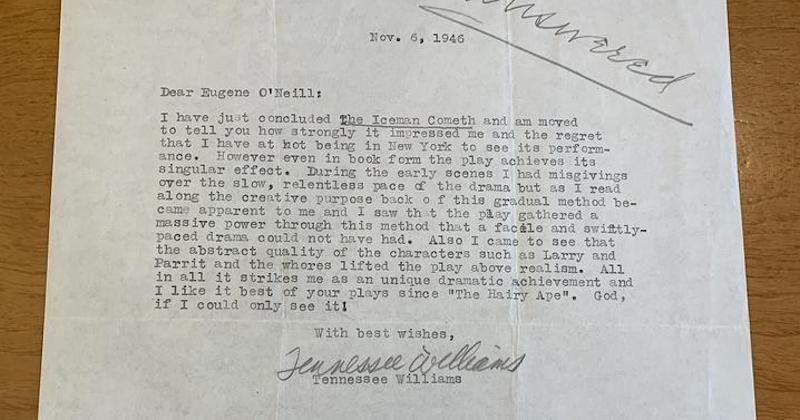 Answered
Nov. 6, 1946
Dear Eugene O'Neill:
I have just concluded The Iceman Cometh and am moved
to tell you how strongly it impressed me and the regret
that I have at not being in New York to see its perform-
ance. However even in book form the play achieves its
singular effect. During the early scenes I had misgivings
over the slow, relentless pace of the drama but as I read
along the creative purpose back of this gradual method be-
came apparent to me and I saw that the play gathered a
massive power through this method that a facile and swiftly-
paced drama could not have had. Also I came to see that
the abstract quality of the characters such as Larry and
Parrit and the whores lifted the play above realism. All
in all it strikes me as an unique dramatic achievement and
I like it best of your plays since "The Hairy Ape". God,
if I could only see it!
With best wishes,
Tennessee Williams
Tennessee Williams